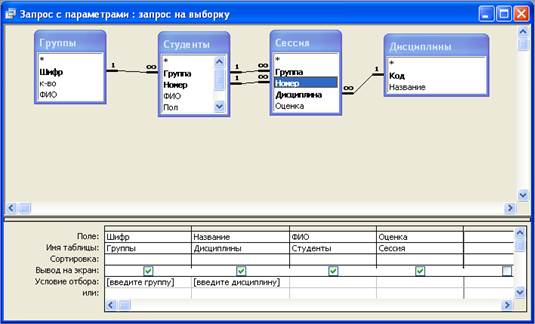 Запрос с параметрами : запрос на выборку
Группы
*
Шифр
к-во
ФИО
Студенты
*
Группа
Номер
ФИО
Пол
Сессия
*
Группа
Номер
Дисциплина
Оценка
Дисциплины
*
Код
Название
1 ∞
1 ∞
1 ∞
∞ 1
Поле: Шифр Название ФИО Оценка
Имя таблицы: Группы Дисциплины Студенты Сессия
Сортировка:
Вывод на экран:
Условие отбора: [введите группу] [введите дисциплину]
или: